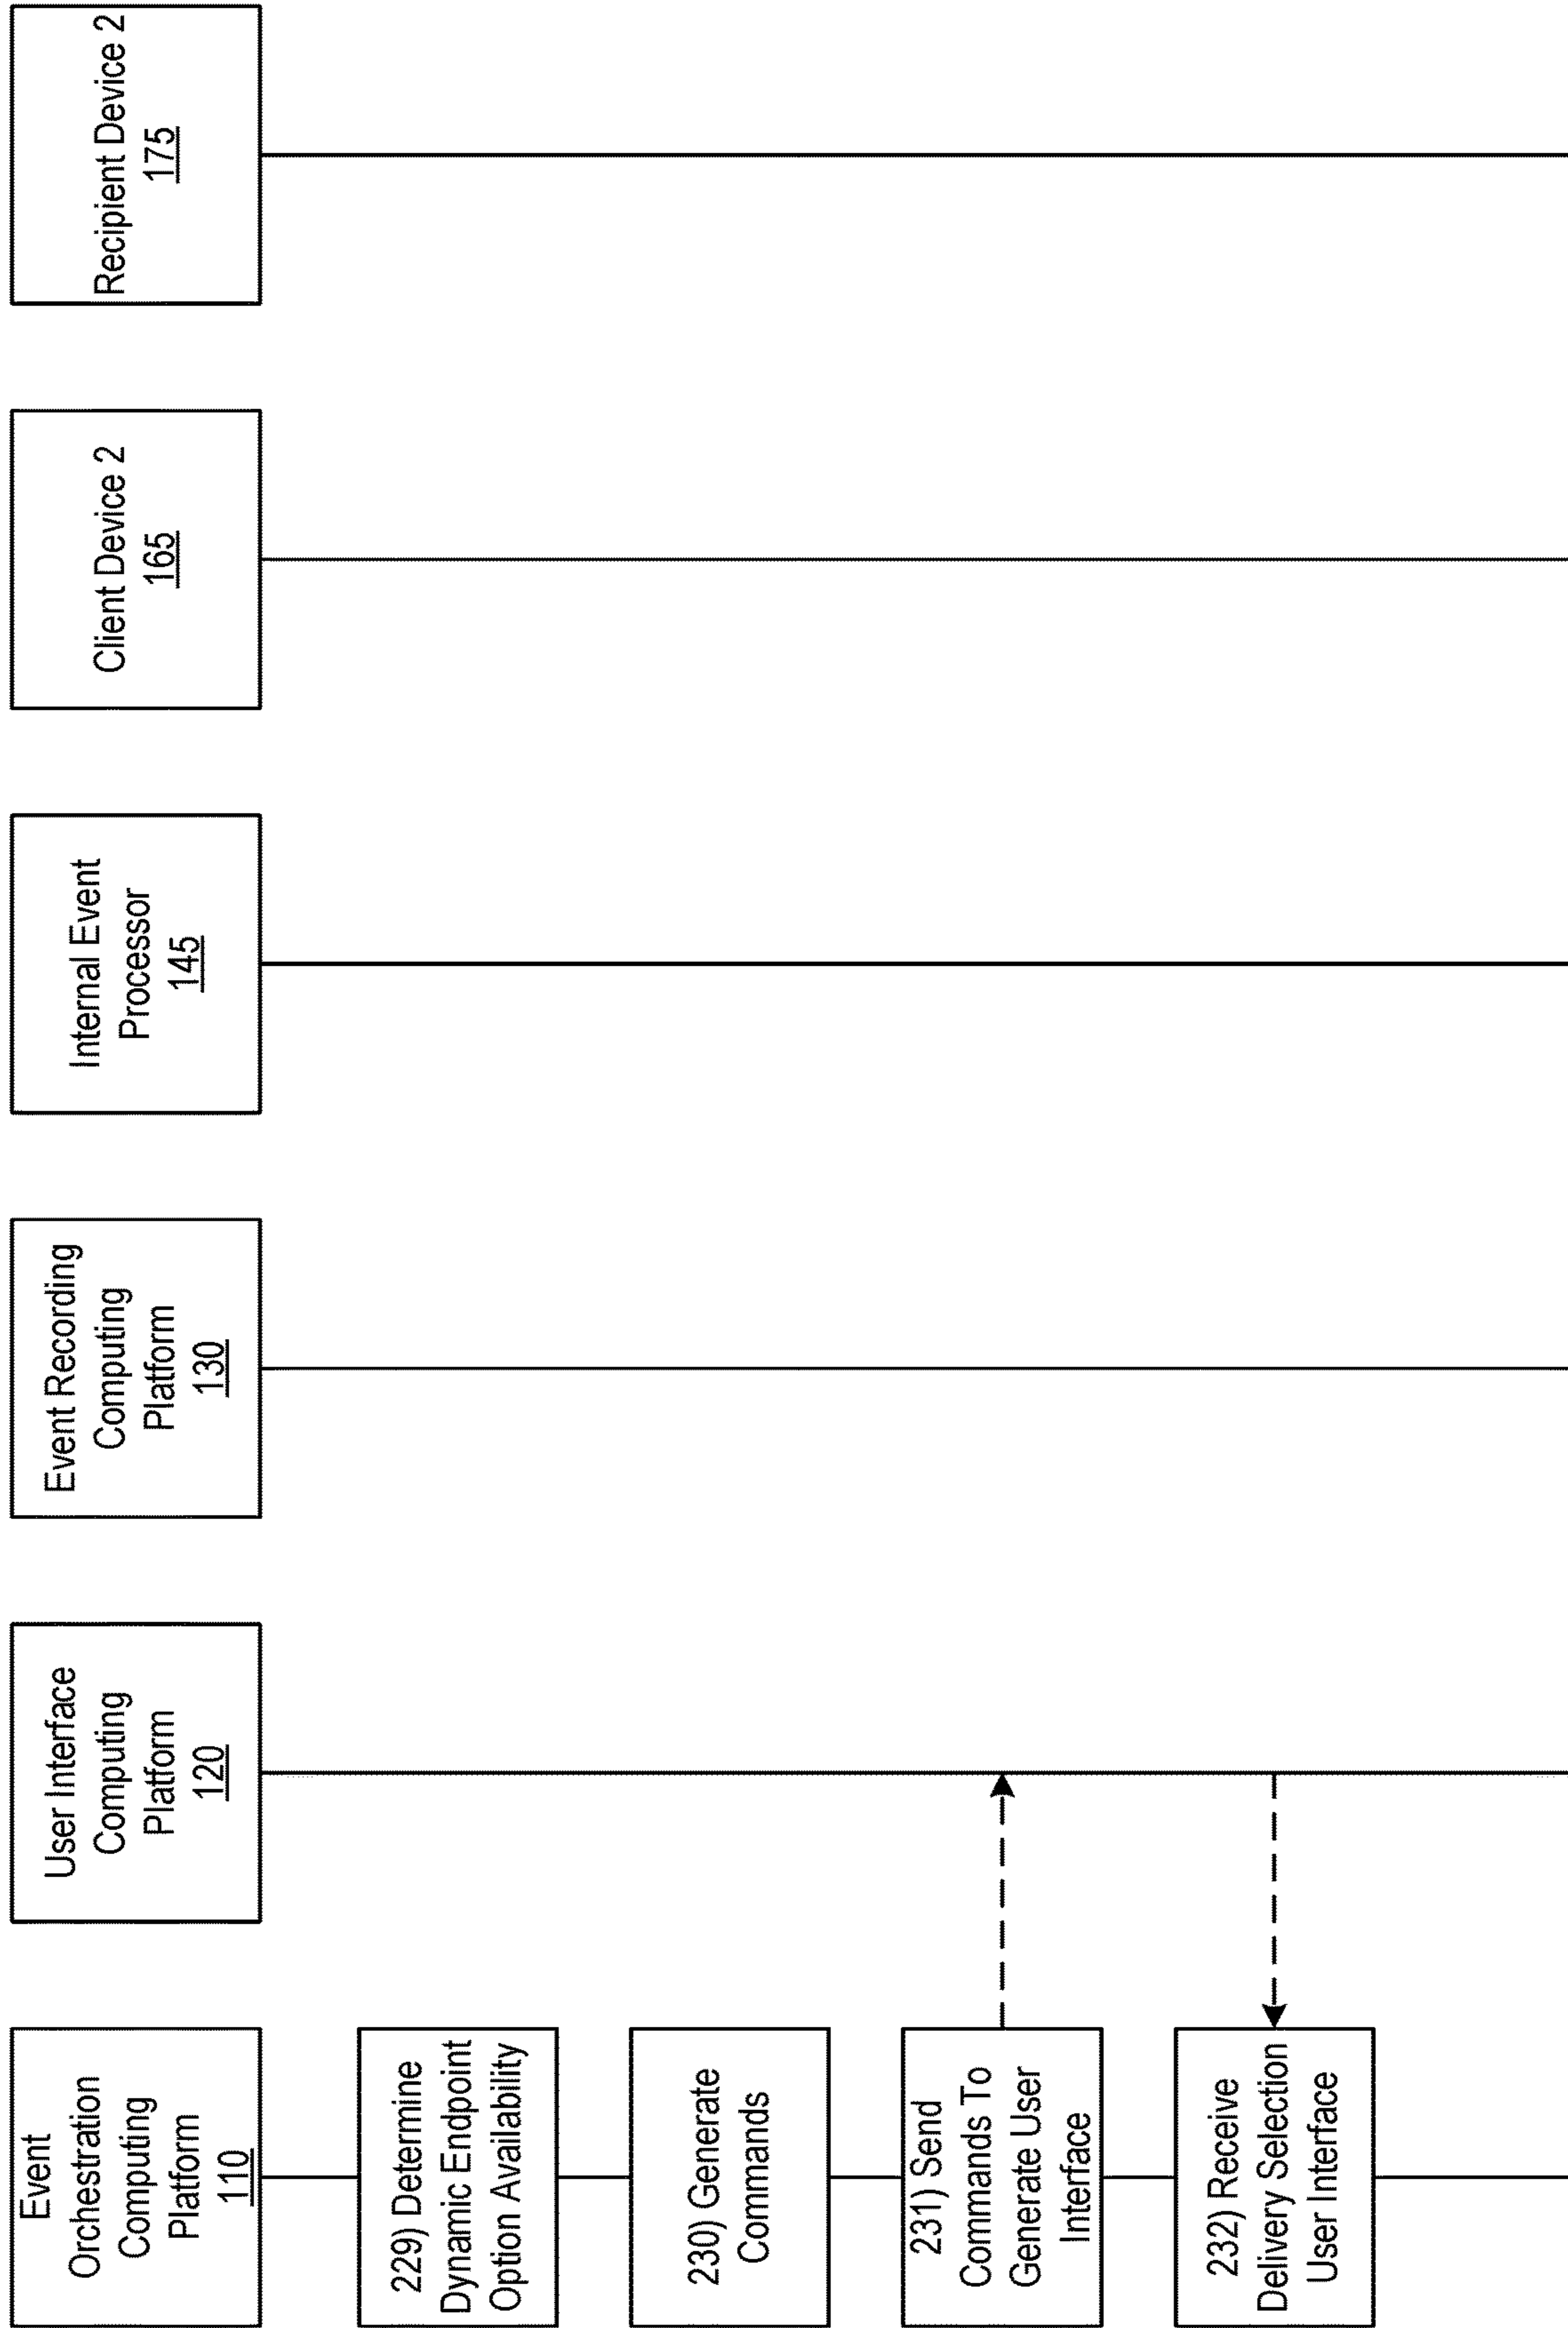 Event
Orchestration
Computing
Platform
110
User Interface
Computing
Platform
120
Event Recording
Computing
Platform
130
Internal Event
Processor
145
Client Device 2
165
Recipient Device 2
175
229) Determine
Dynamic Endpoint
Option Availability
230) Generate
Commands
231) Send
Commands To
Generate User
Interface
232) Receive
Delivery Selection
User Interface